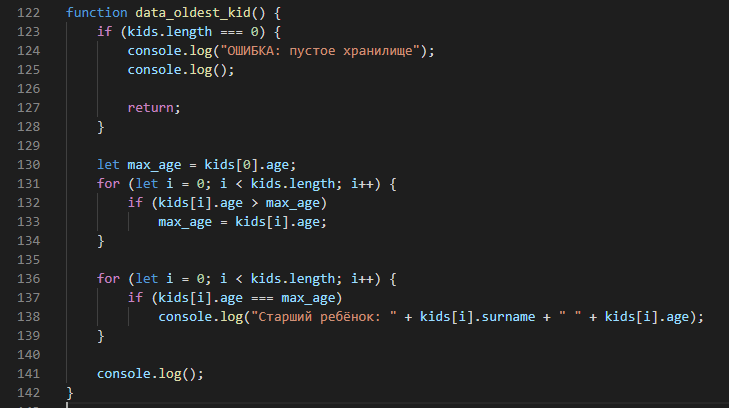 122 function data_oldest_kid() {
123     if (kids.length === 0) {
124         console.log("ОШИБКА: пустое хранилище");
125         console.log();
126
127         return;
128     }
129
130     let max_age = kids[0].age;
131     for (let i = 0; i < kids.length; i++) {
132         if (kids[i].age > max_age)
133             max_age = kids[i].age;
134     }
135
136     for (let i = 0; i < kids.length; i++) {
137         if (kids[i].age === max_age)
138             console.log("Старший ребёнок: " + kids[i].surname + " " + kids[i].age);
139     }
140
141     console.log();
142 }